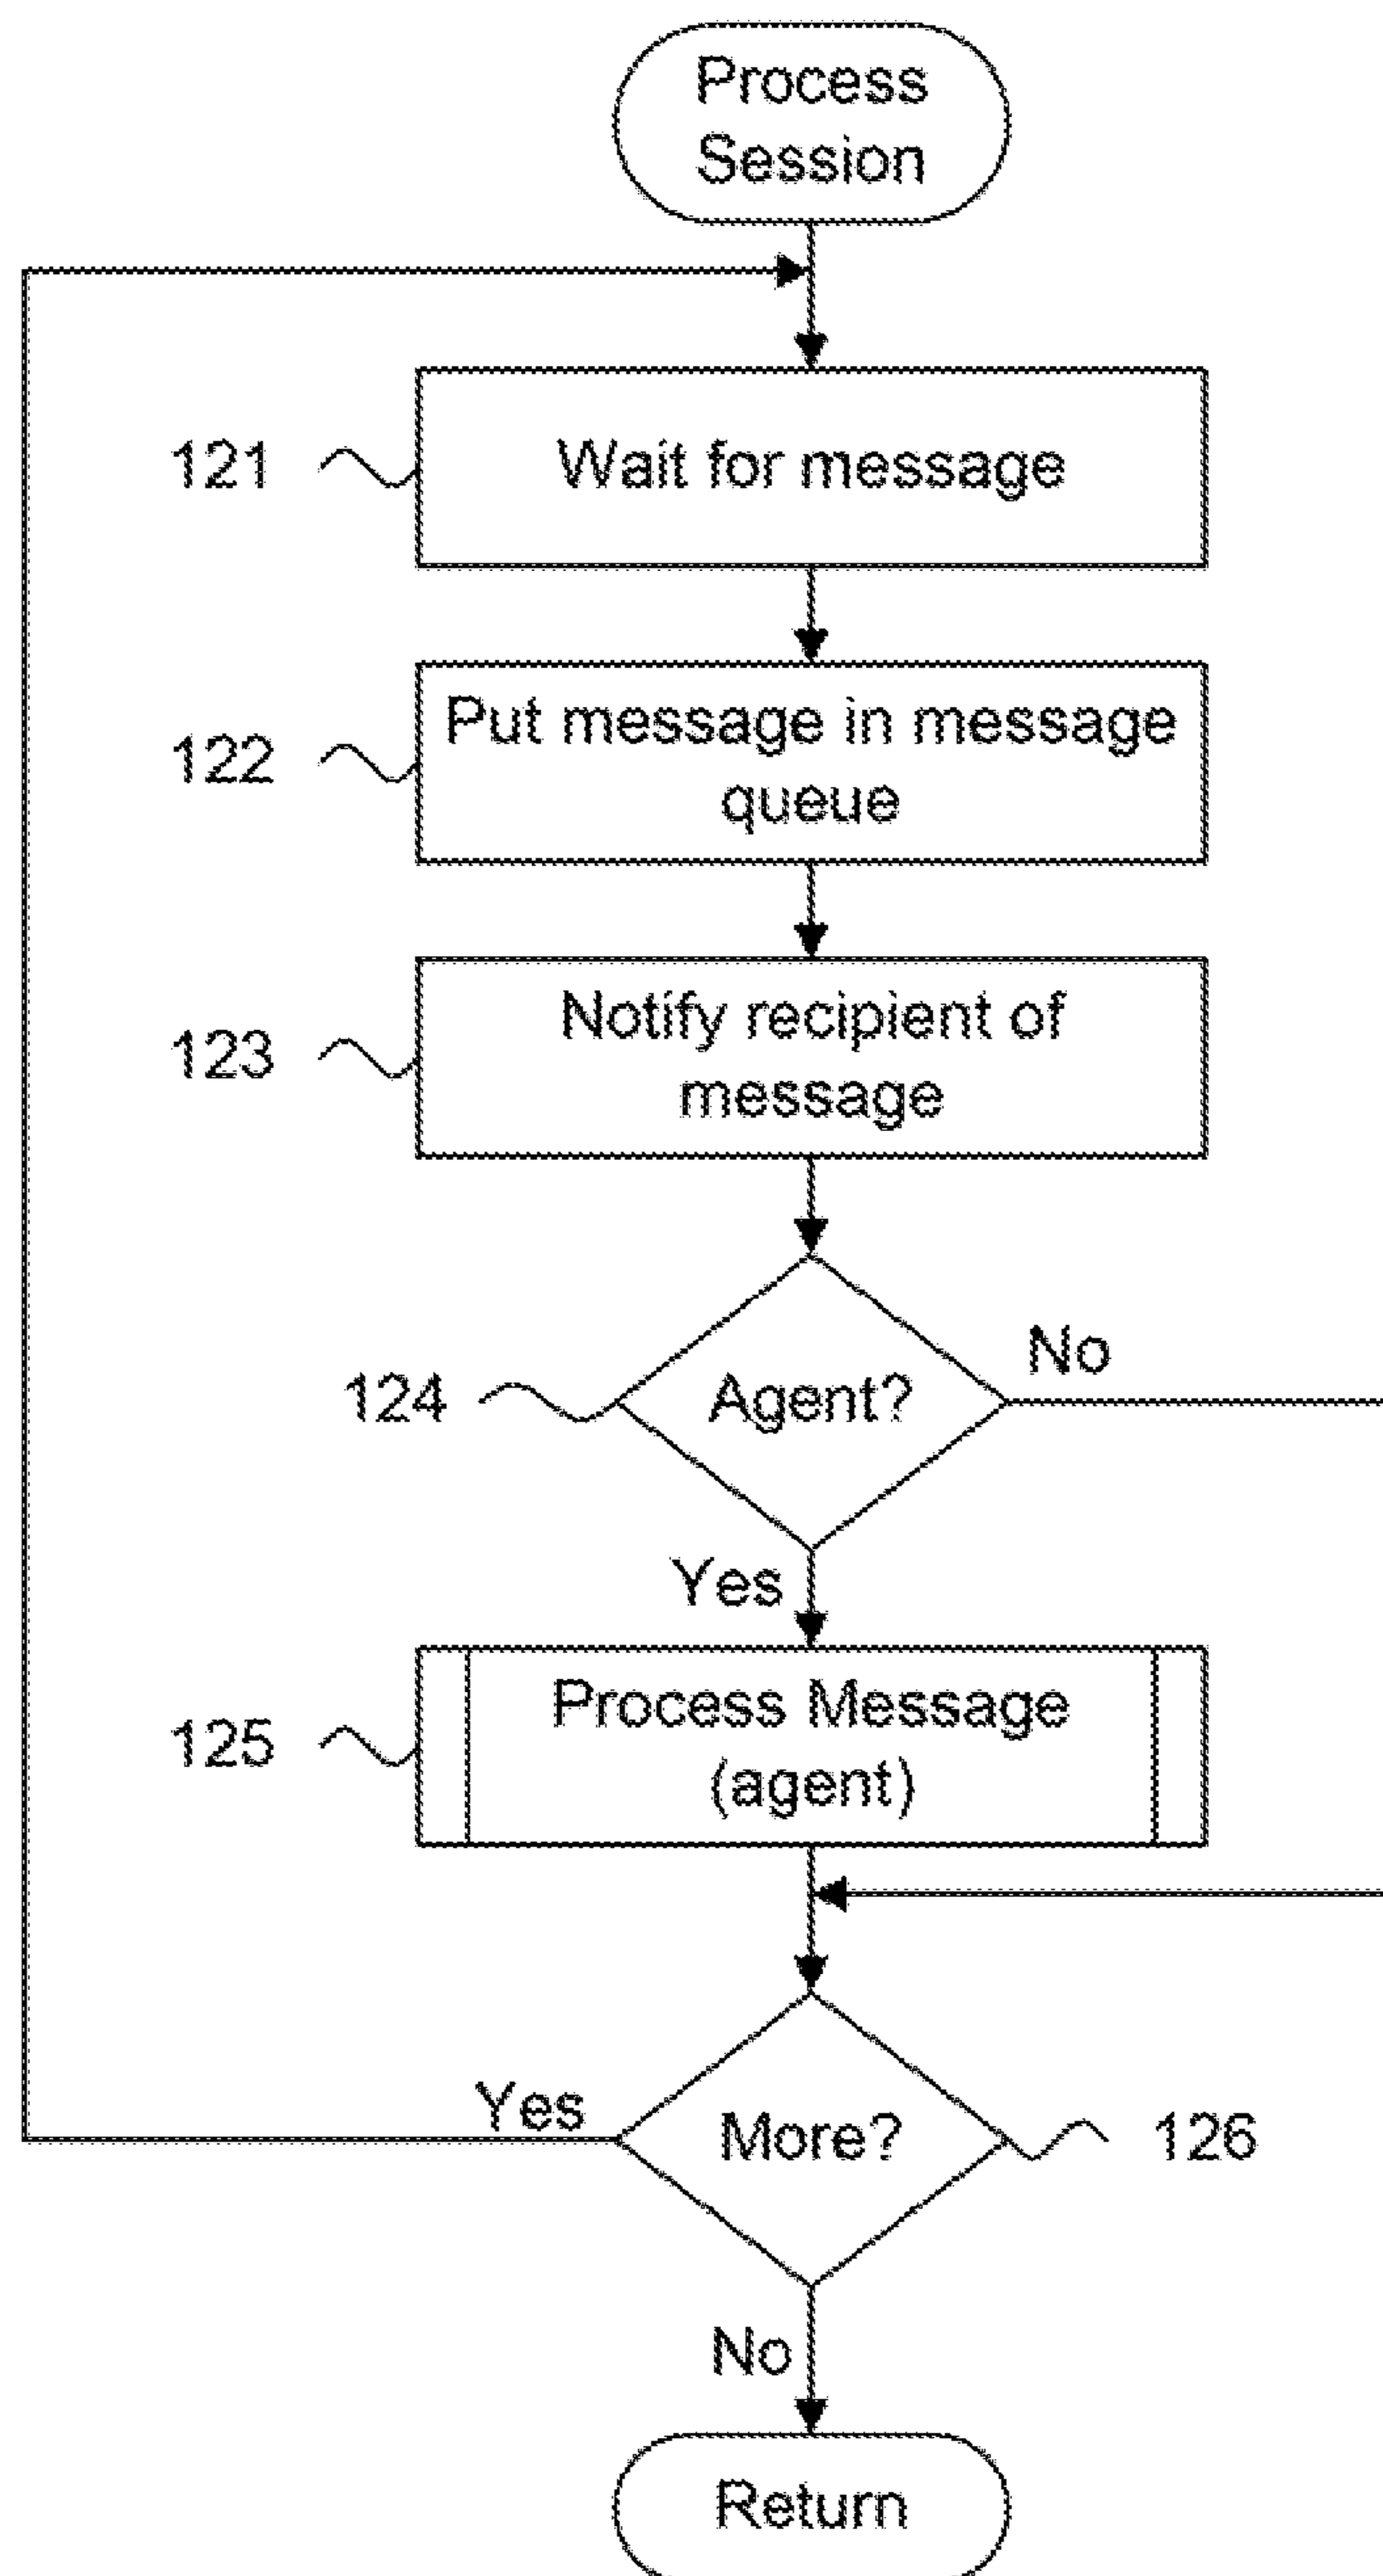 Process
Session
121
Wait for message
122
Put message in message
queue
123
Notify recipient of
message
124
Agent?
No
Yes
125
Process Message
(agent)
Yes
More?
126
No
Return